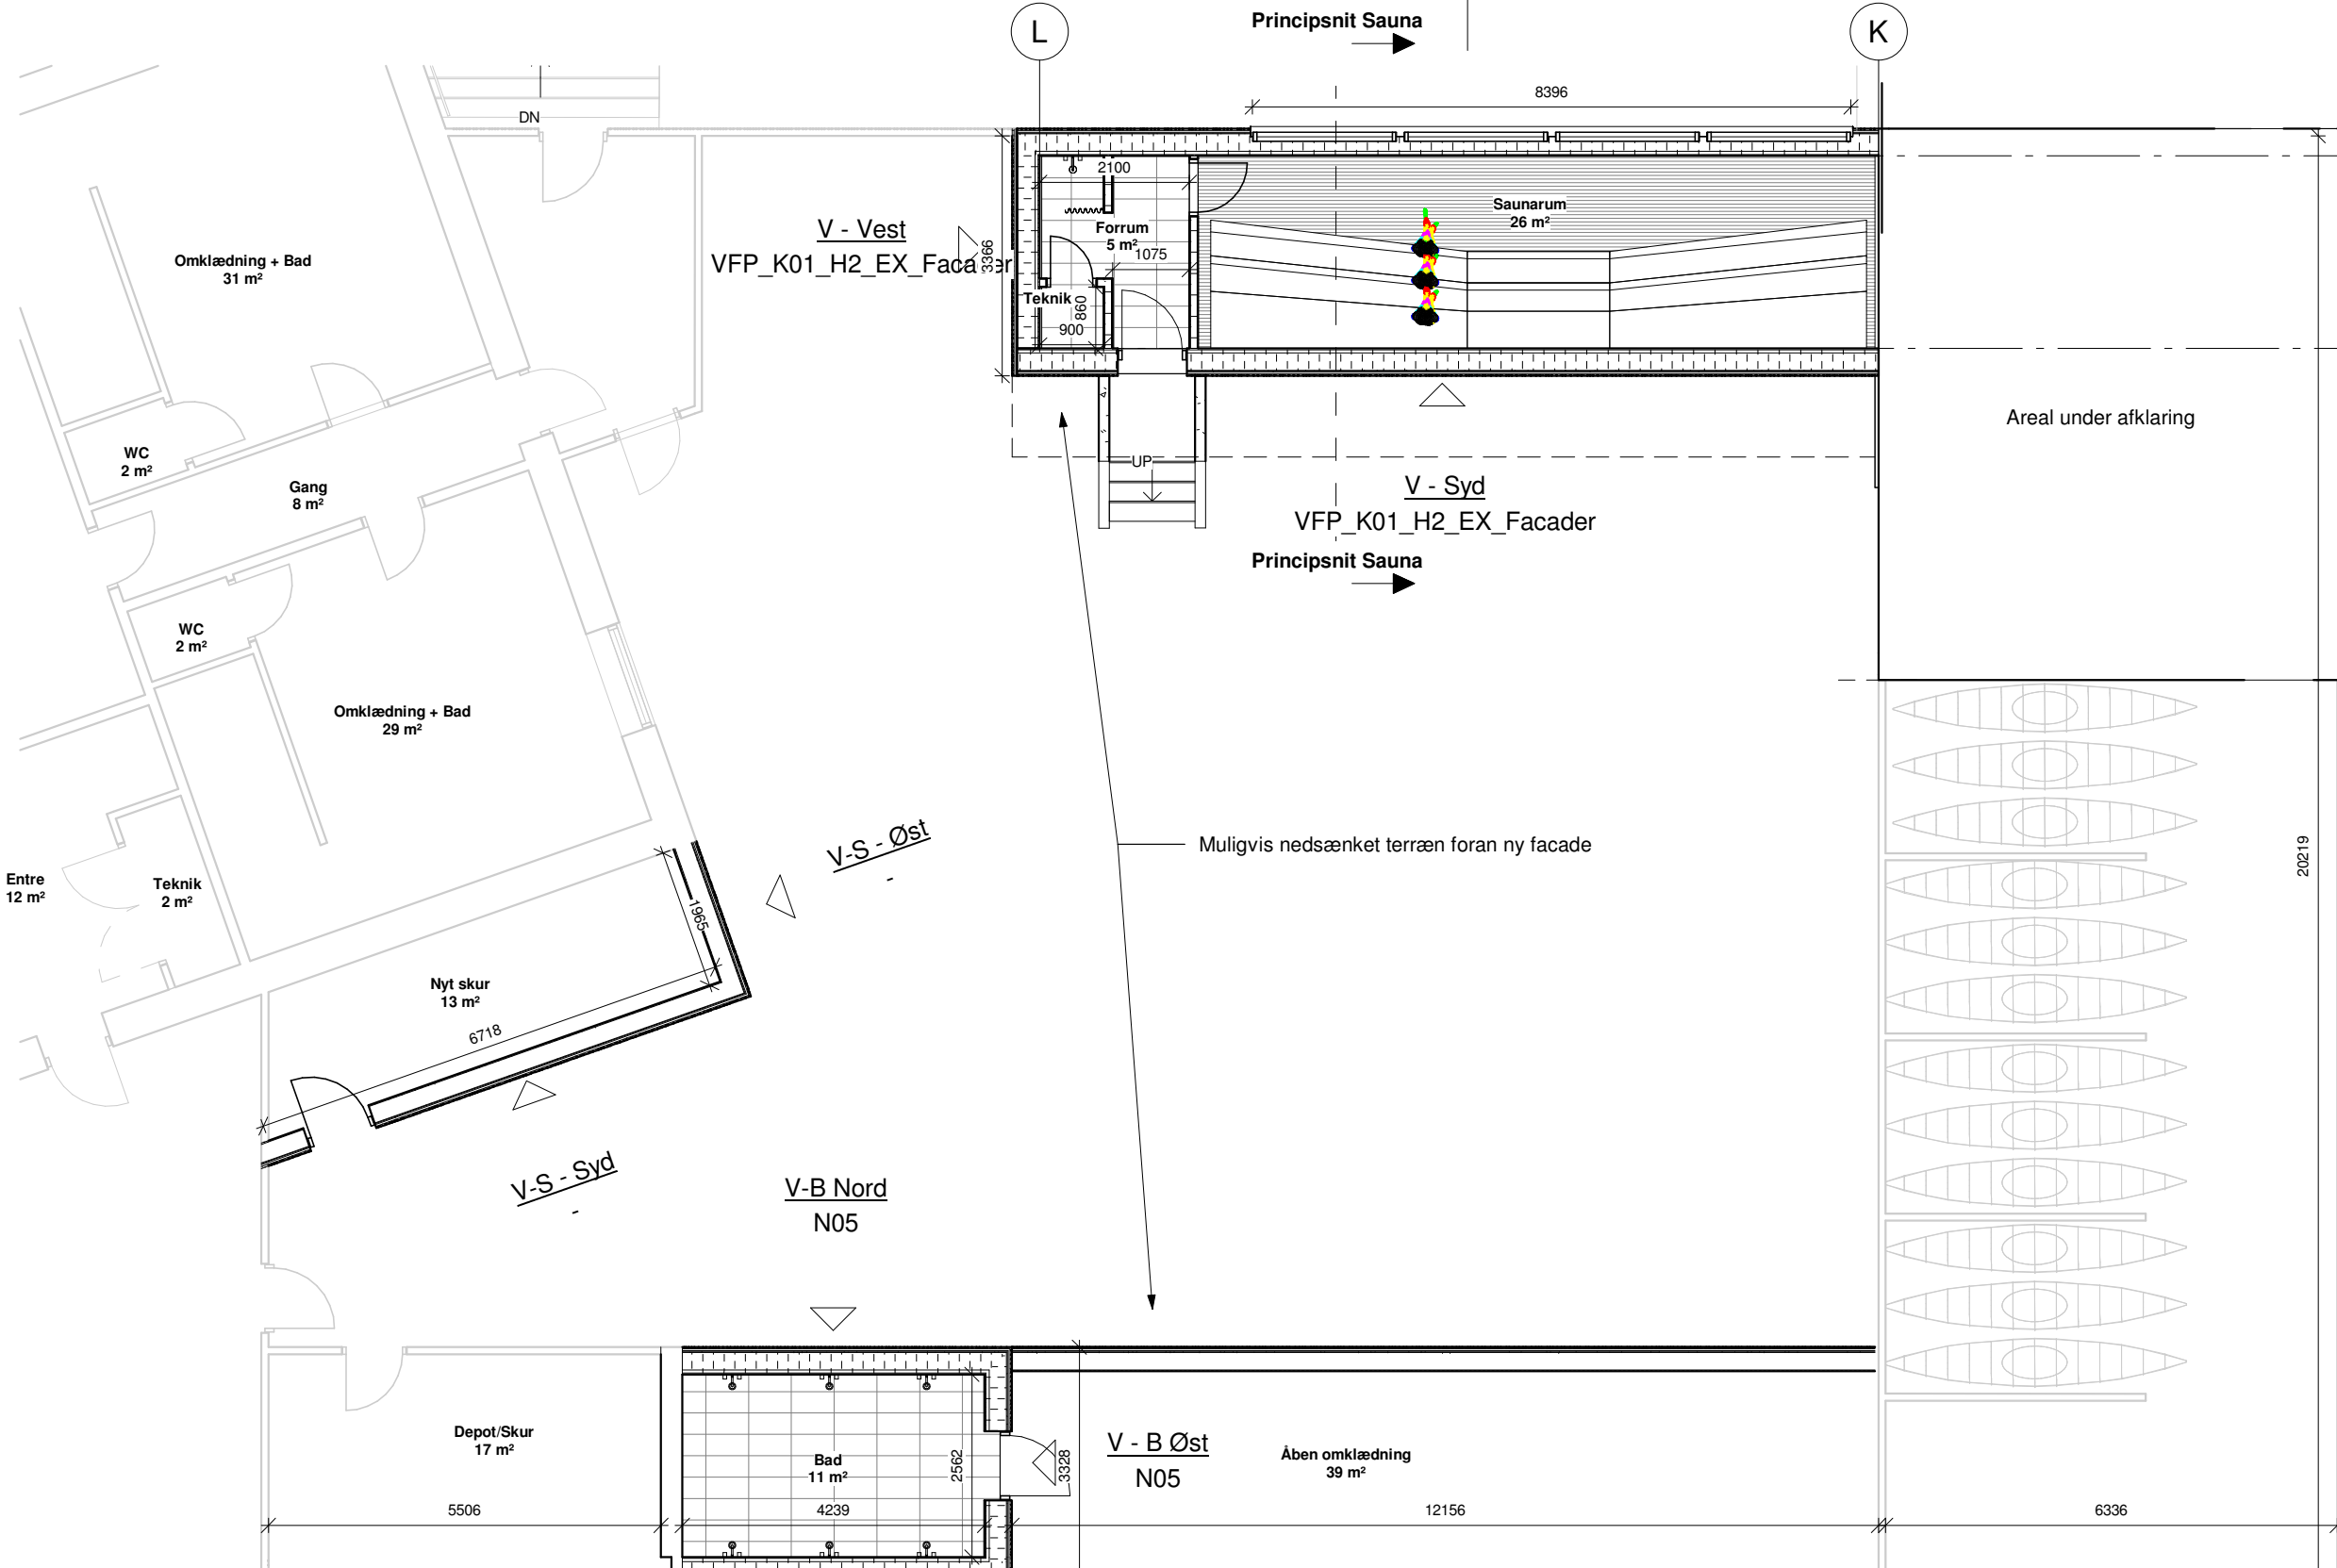 Principsnit Sauna
L
K
8396
DN
2100
V - Vest
VFP_K01_H2_EX_Facader
3366
Forrum
5 m²
1075
Saunarum
26 m²
Omklædning + Bad
31 m²
Teknik
860
900
Areal under afklaring
WC
2 m²
UP
Gang
8 m²
V - Syd
VFP_K01_H2_EX_Facader
Principsnit Sauna
WC
2 m²
Omklædning + Bad
29 m²
V-S - Øst
-
Muligvis nedsænket terræn foran ny facade
20219
Entre
12 m²
Teknik
2 m²
1965
Nyt skur
13 m²
6718
V-S - Syd
-
V-B Nord
N05
Depot/Skur
17 m²
Bad
11 m²
2562
3328
V - B Øst
N05
Åben omklædning
39 m²
5506
4239
12156
6336